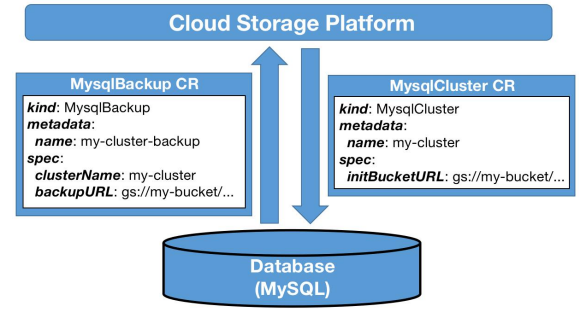 Cloud Storage Platform
MysqlBackup CR
kind: MysqlBackup
metadata:
name: my-cluster-backup
spec:
clusterName: my-cluster
backupURL: gs://my-bucket/...
MysqlCluster CR
kind: MysqlCluster
metadata:
name: my-cluster
spec:
initBucketURL: gs://my-bucket/...
Database
(MySQL)